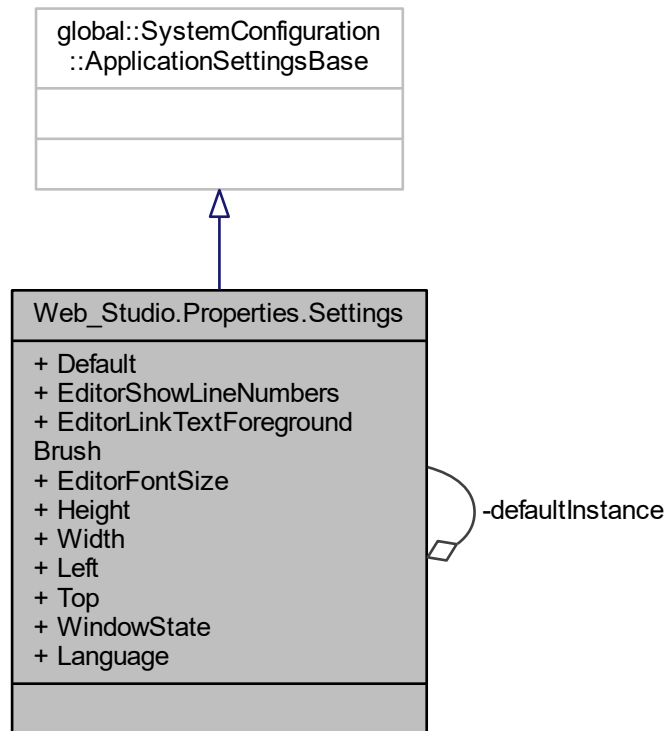 global::SystemConfiguration
::ApplicationSettingsBase
Web_Studio.Properties.Settings
+ Default
+ EditorShowLineNumbers
+ EditorLinkTextForeground
Brush
+ EditorFontSize
+ Height
+ Width
+ Left
+ Top
+ WindowState
+ Language
-defaultInstance